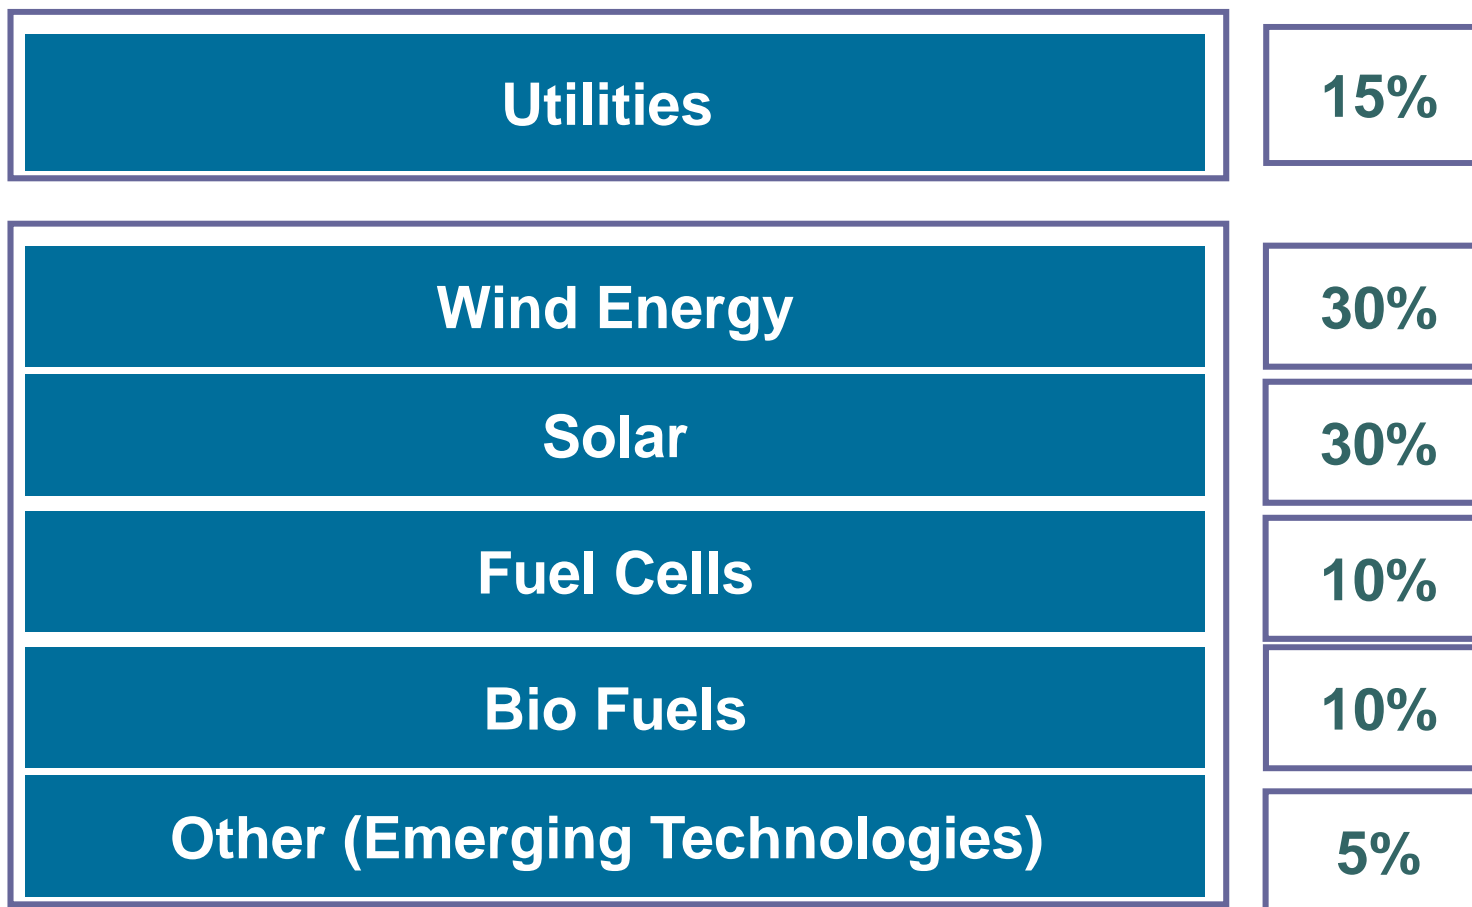 Utilities 15%
Wind Energy 30%
Solar 30%
Fuel Cells 10%
Bio Fuels 10%
Other (Emerging Technologies) 5%